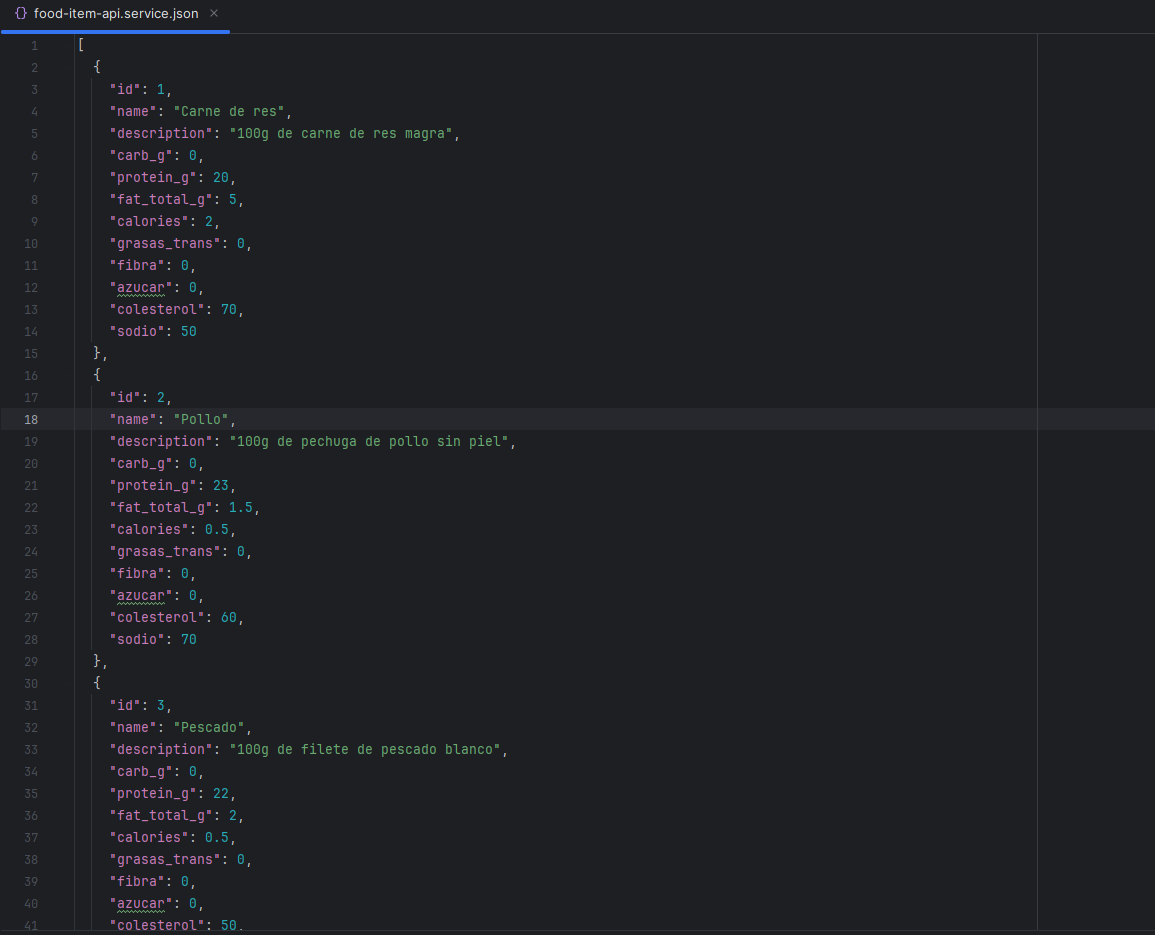 {} food-item-api.service.json ×
1 [
2 {
3 "id": 1,
4 "name": "Carne de res",
5 "description": "100g de carne de res magra",
6 "carb_g": 0,
7 "protein_g": 20,
8 "fat_total_g": 5,
9 "calories": 2,
10 "grasas_trans": 0,
11 "fibra": 0,
12 "azucar": 0,
13 "colesterol": 70,
14 "sodio": 50
15 },
16 {
17 "id": 2,
18 "name": "Pollo",
19 "description": "100g de pechuga de pollo sin piel",
20 "carb_g": 0,
21 "protein_g": 23,
22 "fat_total_g": 1.5,
23 "calories": 0.5,
24 "grasas_trans": 0,
25 "fibra": 0,
26 "azucar": 0,
27 "colesterol": 60,
28 "sodio": 70
29 },
30 {
31 "id": 3,
32 "name": "Pescado",
33 "description": "100g de filete de pescado blanco",
34 "carb_g": 0,
35 "protein_g": 22,
36 "fat_total_g": 2,
37 "calories": 0.5,
38 "grasas_trans": 0,
39 "fibra": 0,
40 "azucar": 0,
41 "colesterol": 50,